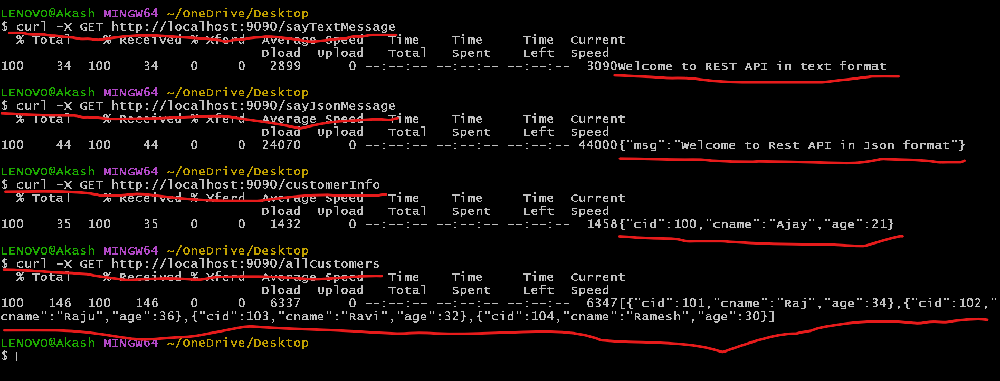 LENOVO@Akash MINGW64 ~/OneDrive/Desktop
$ curl -X GET http://localhost:9090/sayTextMessage
% Total % Received % Xferd Average Speed Time Time Time Current
Dload Upload Total Spent Left Speed
100 34 100 34 0 0 2899 0 --:--:-- --:--:-- --:--:-- 3090Welcome to REST API in text format
LENOVO@Akash MINGW64 ~/OneDrive/Desktop
$ curl -X GET http://localhost:9090/sayJsonMessage
% Total % Received % Xferd Average Speed Time Time Time Current
Dload Upload Total Spent Left Speed
100 44 100 44 0 0 24070 0 --:--:-- --:--:-- --:--:-- 44000{"msg":"Welcome to Rest API in Json format"}
LENOVO@Akash MINGW64 ~/OneDrive/Desktop
$ curl -X GET http://localhost:9090/customerInfo
% Total % Received % Xferd Average Speed Time Time Time Current
Dload Upload Total Spent Left Speed
100 35 100 35 0 0 1432 0 --:--:-- --:--:-- --:--:-- 1458{"cid":100,"cname":"Ajay","age":21}
LENOVO@Akash MINGW64 ~/OneDrive/Desktop
$ curl -X GET http://localhost:9090/allCustomers
% Total % Received % Xferd Average Speed Time Time Time Current
Dload Upload Total Spent Left Speed
100 146 100 146 0 0 6337 0 --:--:-- --:--:-- --:--:-- 6347[{"cid":101,"cname":"Raj","age":34},{"cid":102,"
cname":"Raju","age":36},{"cid":103,"cname":"Ravi","age":32},{"cid":104,"cname":"Ramesh","age":30}]
LENOVO@Akash MINGW64 ~/OneDrive/Desktop
$